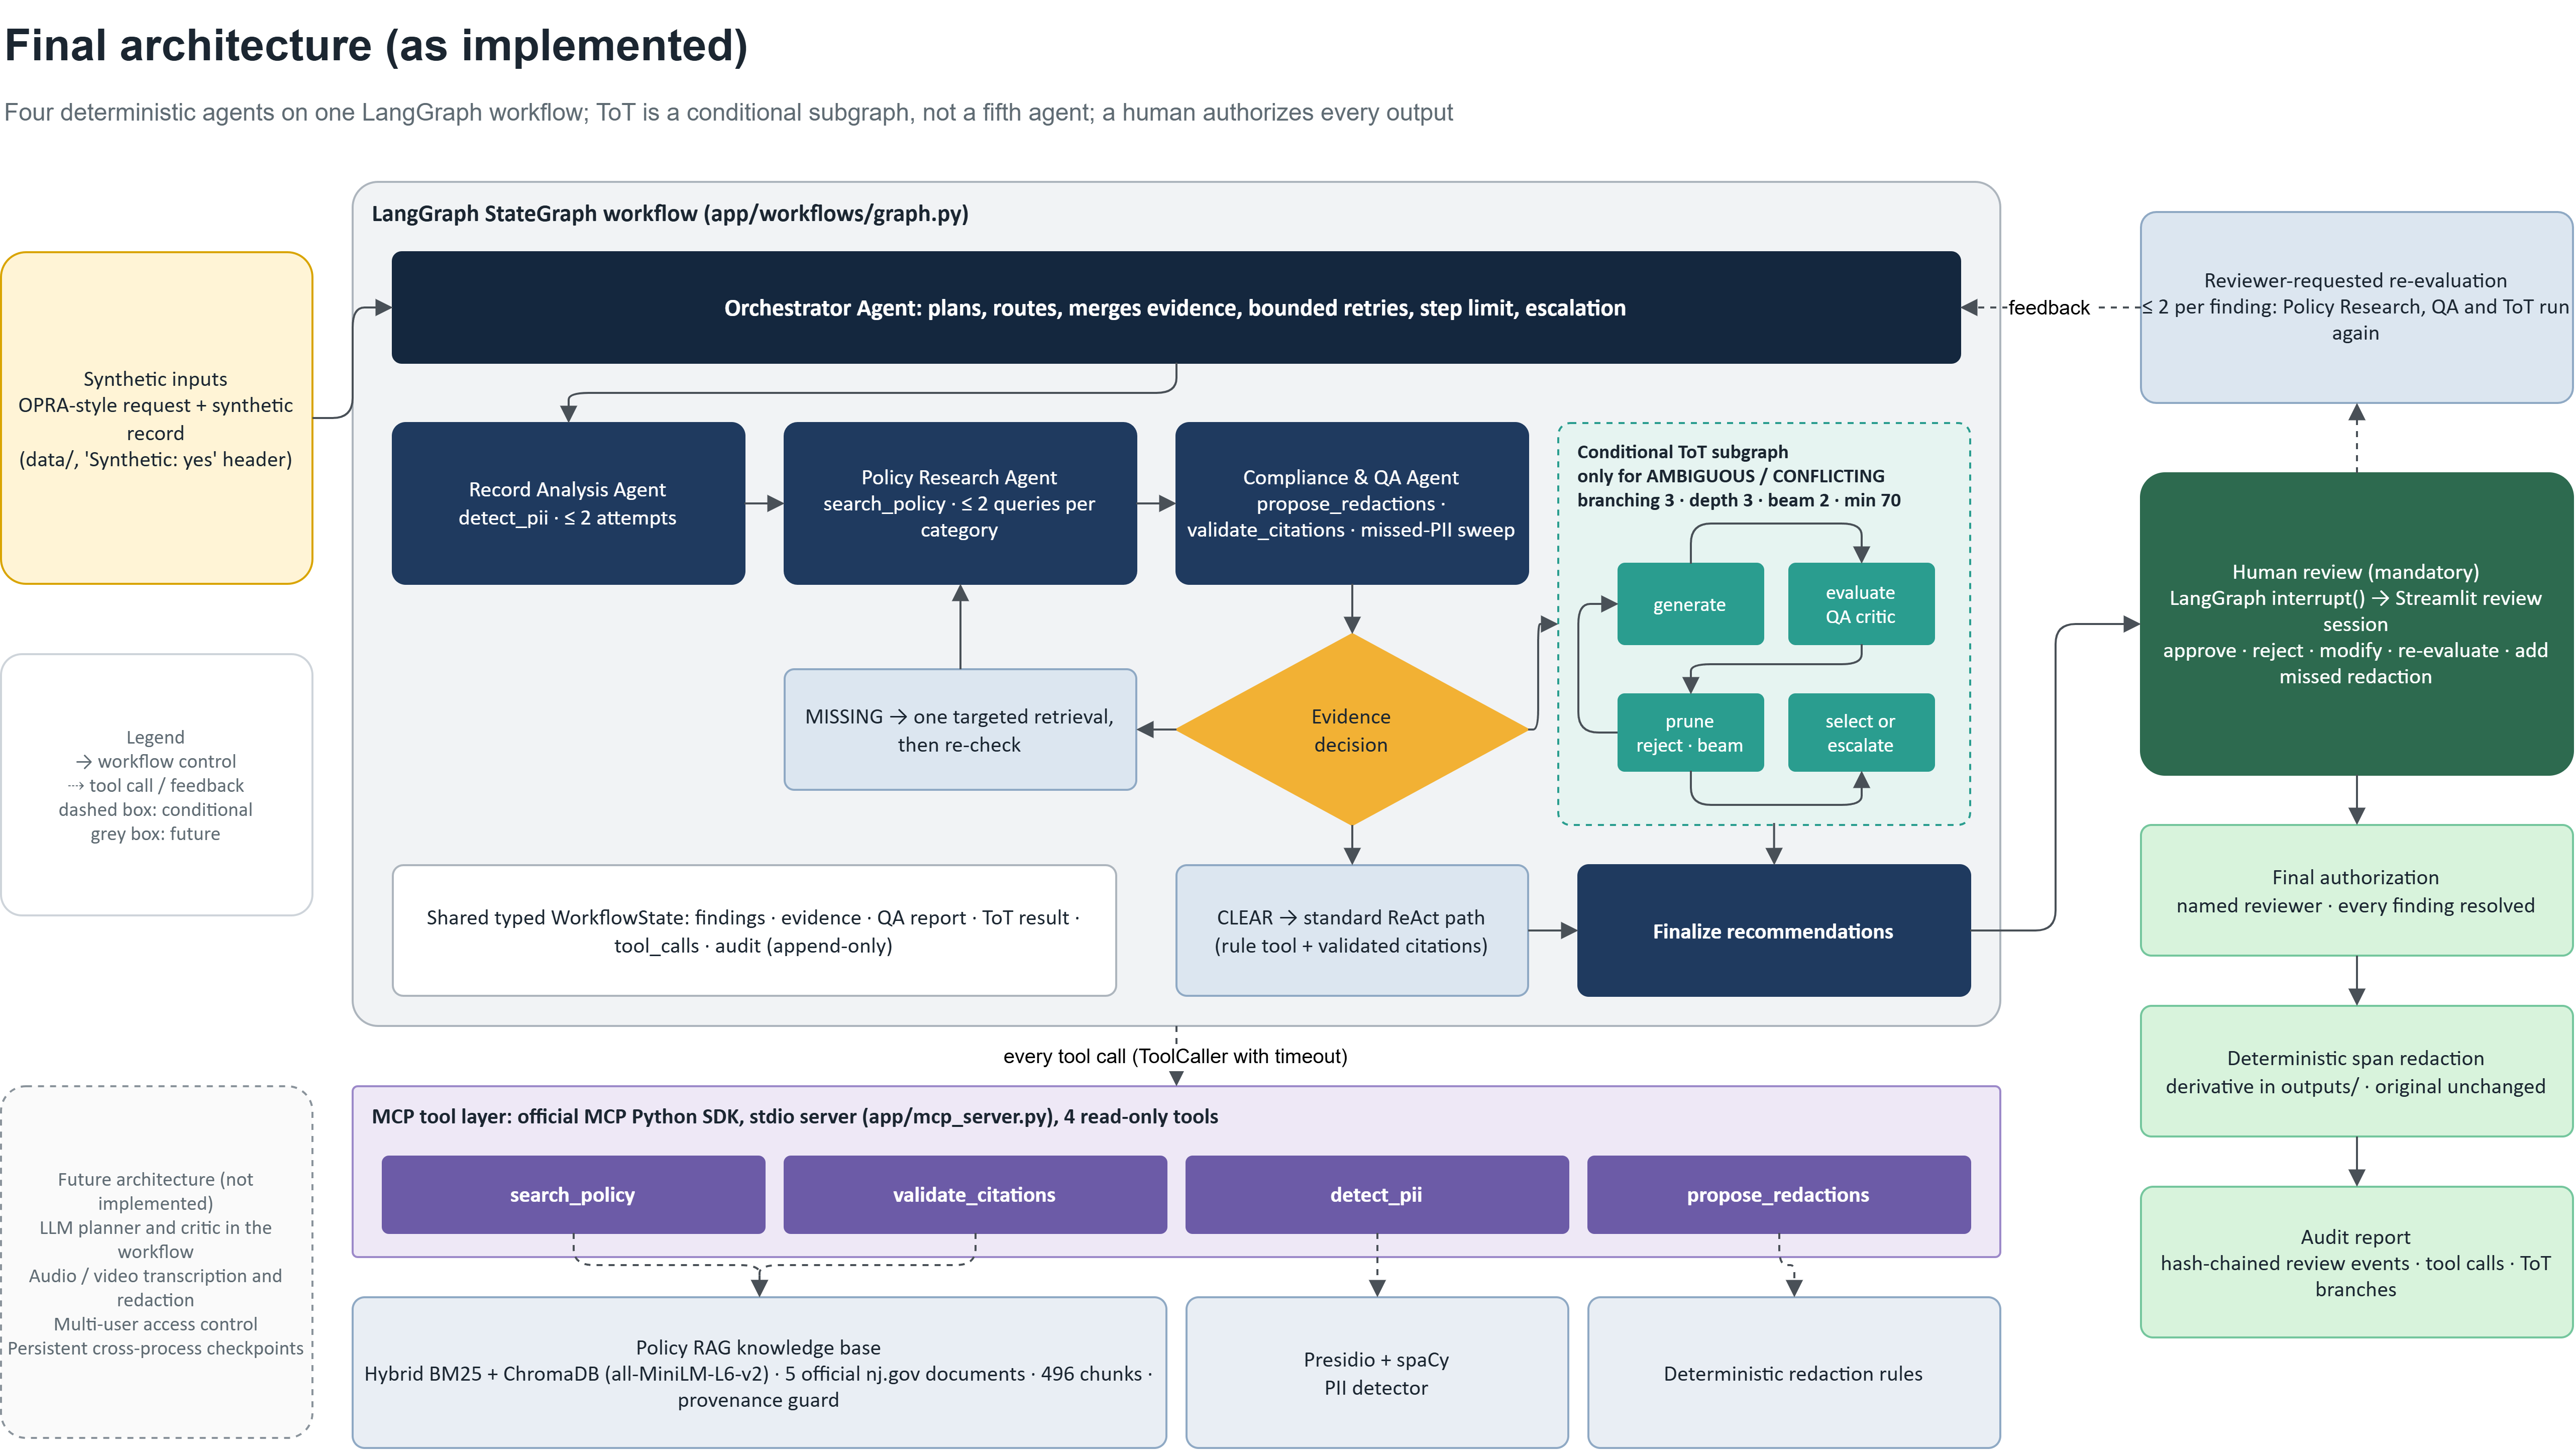 Final architecture (as implemented)
Four deterministic agents on one LangGraph workflow; ToT is a conditional subgraph, not a fifth agent; a human authorizes every output
Synthetic inputs
OPRA-style request + synthetic
record
(data/, 'Synthetic: yes' header)
Legend
→ workflow control
⇢ tool call / feedback
dashed box: conditional
grey box: future
Future architecture (not
implemented)
LLM planner and critic in the
workflow
Audio / video transcription and
redaction
Multi-user access control
Persistent cross-process checkpoints
LangGraph StateGraph workflow (app/workflows/graph.py)
Orchestrator Agent: plans, routes, merges evidence, bounded retries, step limit, escalation
Record Analysis Agent
detect_pii · ≤ 2 attempts
Policy Research Agent
search_policy · ≤ 2 queries per
category
Compliance & QA Agent
propose_redactions ·
validate_citations · missed-PII sweep
Conditional ToT subgraph
only for AMBIGUOUS / CONFLICTING
branching 3 · depth 3 · beam 2 · min 70
generate
evaluate
QA critic
prune
reject · beam
select or
escalate
MISSING → one targeted retrieval,
then re-check
Evidence
decision
Shared typed WorkflowState: findings · evidence · QA report · ToT result ·
tool_calls · audit (append-only)
CLEAR → standard ReAct path
(rule tool + validated citations)
Finalize recommendations
every tool call (ToolCaller with timeout)
MCP tool layer: official MCP Python SDK, stdio server (app/mcp_server.py), 4 read-only tools
search_policy
validate_citations
detect_pii
propose_redactions
Policy RAG knowledge base
Hybrid BM25 + ChromaDB (all-MiniLM-L6-v2) · 5 official nj.gov documents · 496 chunks ·
provenance guard
Presidio + spaCy
PII detector
Deterministic redaction rules
feedback
Reviewer-requested re-evaluation
≤ 2 per finding: Policy Research, QA and ToT run
again
Human review (mandatory)
LangGraph interrupt() → Streamlit review
session
approve · reject · modify · re-evaluate · add
missed redaction
Final authorization
named reviewer · every finding resolved
Deterministic span redaction
derivative in outputs/ · original unchanged
Audit report
hash-chained review events · tool calls · ToT
branches